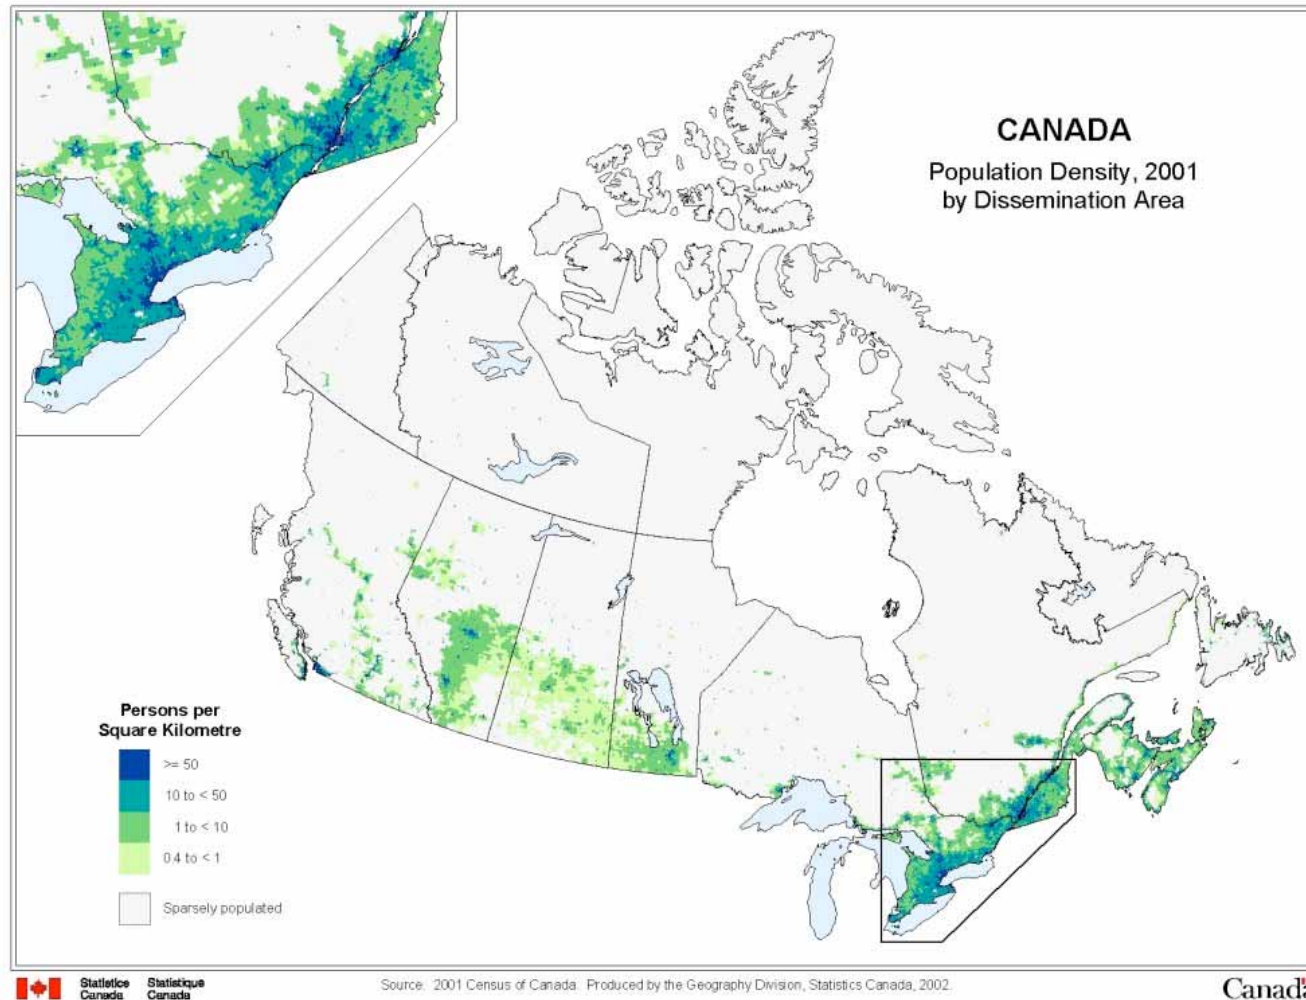 CANADA
Population Density, 2001
by Dissemination Area
Persons per
Square Kilometre
>= 50
10 to < 50
1 to < 10
0.4 to < 1
Sparsely populated
Statistics Statistique
Canada Canada
Source: 2001 Census of Canada. Produced by the Geography Division, Statistics Canada, 2002.
Canada